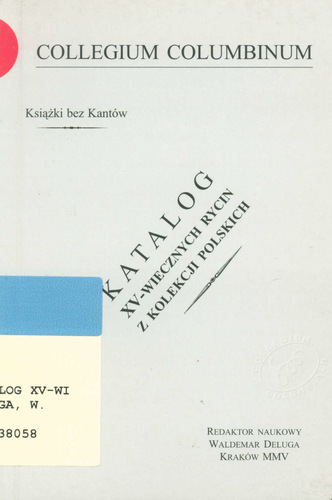 COLLEGIUM COLUMBINUM
Książki bez Kantów
KATALOG
XV-WIECZNYCH RYCIN
Z KOLEKCJI POLSKICH
LOG XV-WI
GA, W.
38058
REDAKTOR NAUKOWY
WALDEMAR DELUGA
KRAKÓW MMV